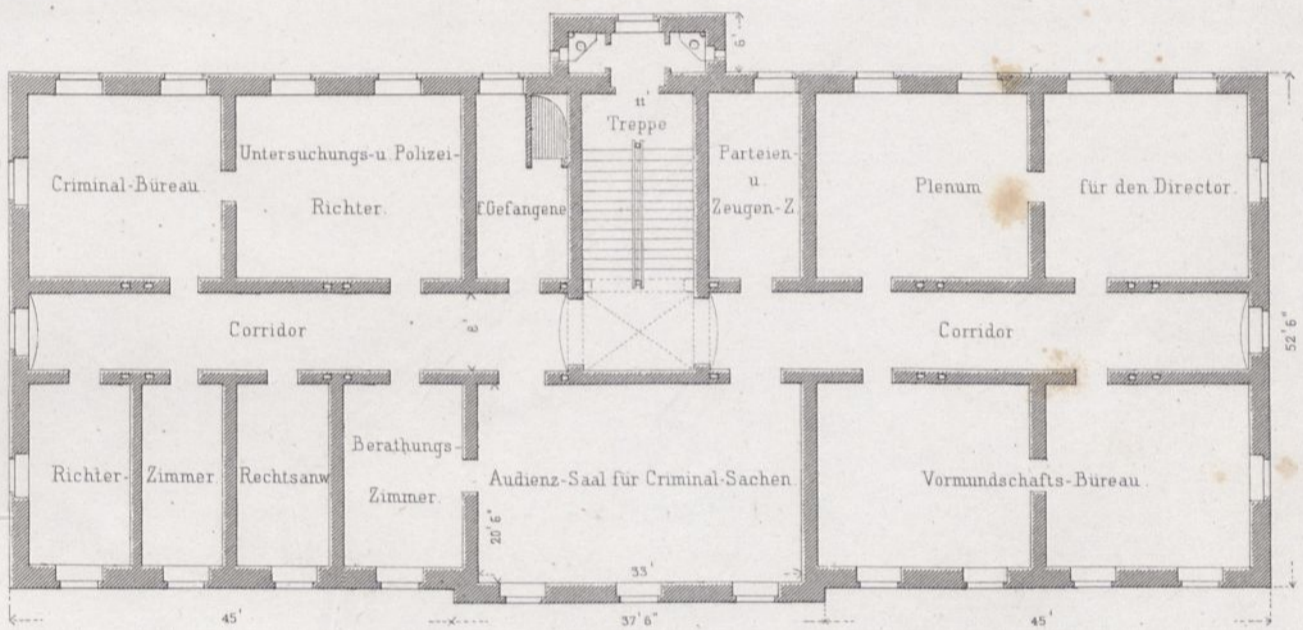 6'
11'
Treppe
Criminal-Büreau.
Untersuchungs-u. Polizei-
Richter.
f. Gefangene
Parteien-
u.
Zeugen-Z.
Plenum
für den Director.
Corridor
8'
Corridor
52' 6"
Richter-
Zimmer.
Rechtsanw.
Berathungs-
Zimmer.
Audienz-Saal für Criminal-Sachen.
Vormundschafts-Büreau.
20' 6"
33'
45'
37' 6"
45'